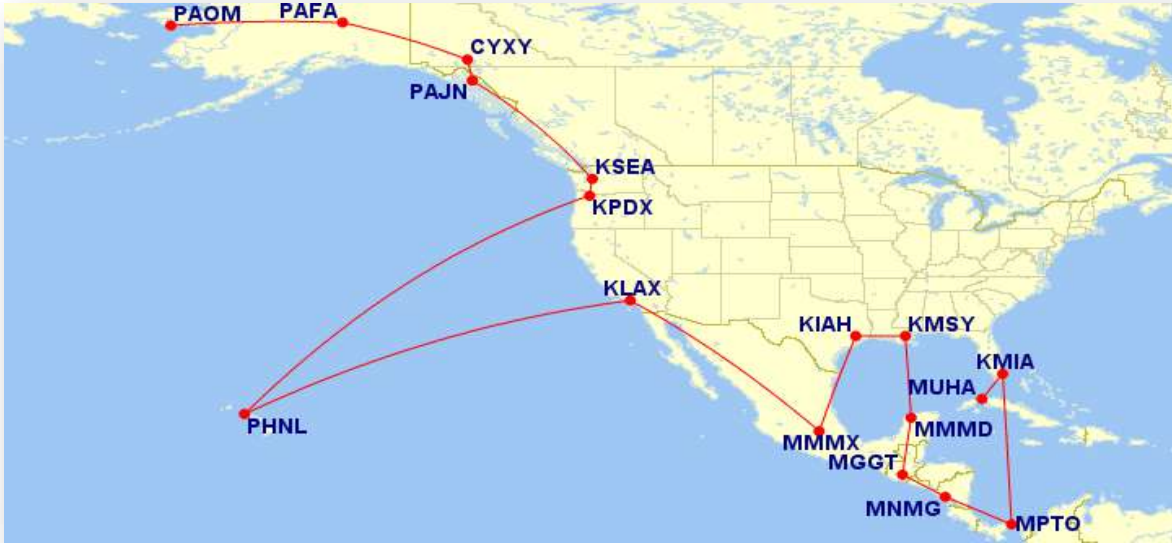 PAOM
PAFA
CYXY
PAJN
KSEA
KPDX
KLAX
KIAH
KMSY
KMIA
MUHA
PHNL
MMMX
MMMD
MGGT
MNMG
MPTO